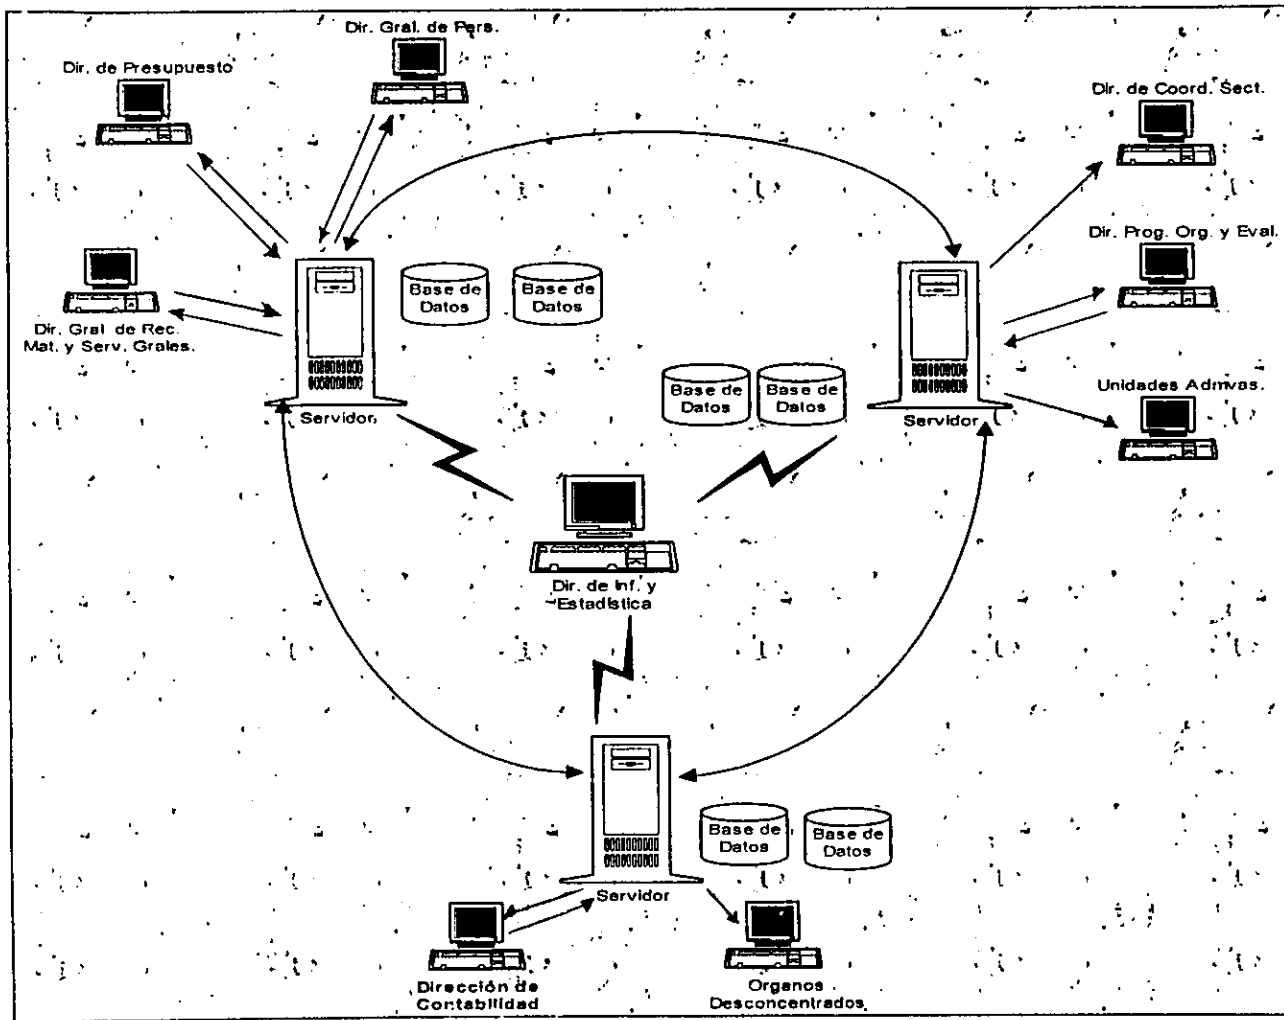 Dir. Gral. de Pers.
Dir. de Presupuesto
Dir. de Coord. Sect.
Dir. Prog. Org. y Eval.
Dir. Gral. de Rec.
Mat. y Serv. Grales.
Base de
Datos
Base de
Datos
Servidor
Base de
Datos
Base de
Datos
Servidor
Unidades Admvas.
Dir. de Inf. y
Estadística
Base de
Datos
Base de
Datos
Servidor
Dirección de
Contabilidad
Organos
Desconcentrados